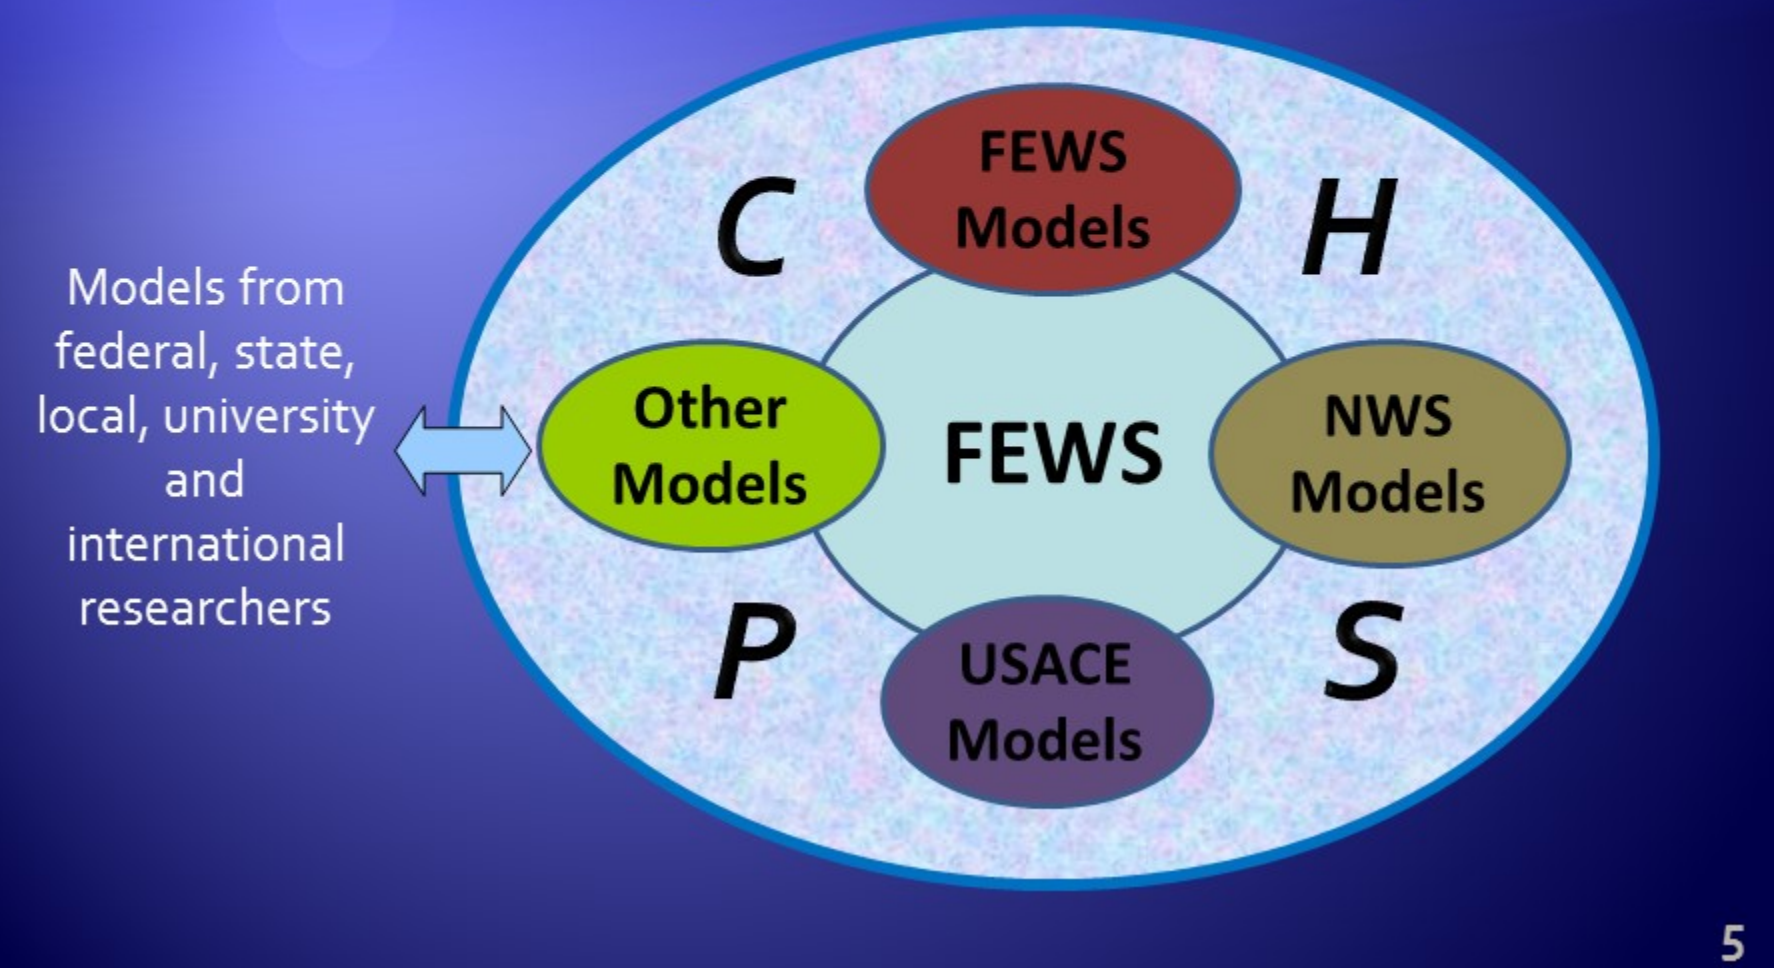 Models from
federal, state,
local, university
and
international
researchers
C
FEWS
Models
H
Other
Models
FEWS
NWS
Models
P
USACE
Models
S
5